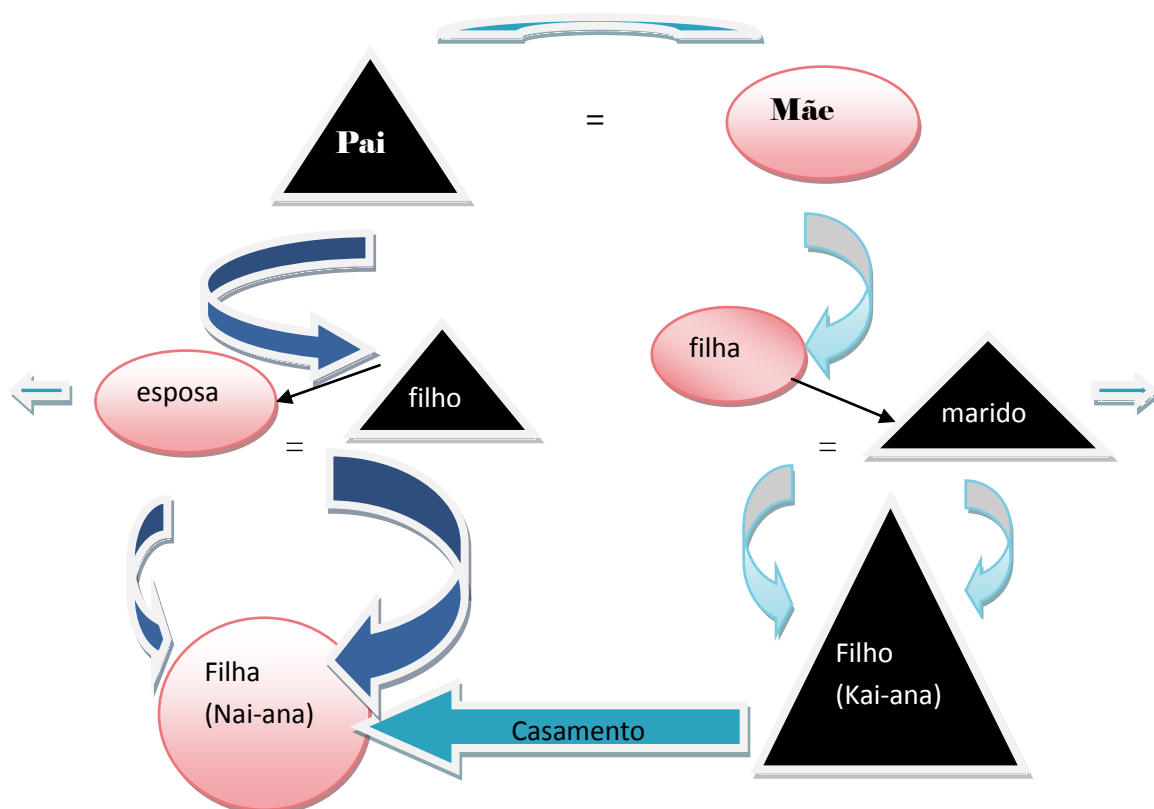 Pai
=
Mãe
esposa
filho
filha
marido
=
=
Filha
(Nai-ana)
Casamento
Filho
(Kai-ana)